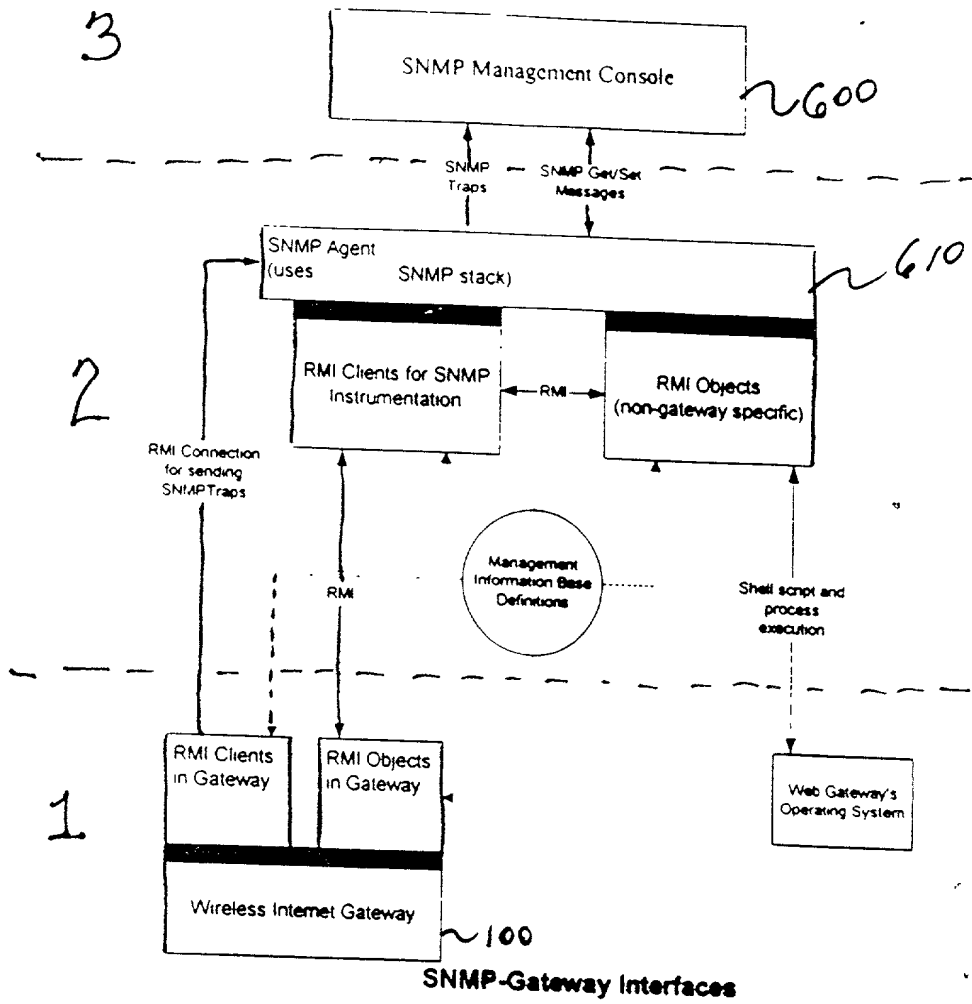 3
SNMP Management Console
600
SNMP
Traps
SNMP Get/Set
Messages
SNMP Agent
(uses SNMP stack)
610
2
RMI Clients for SNMP
Instrumentation
RMI
RMI Objects
(non-gateway specific)
RMI Connection
for sending
SNMPTraps
RMI
Management
Information Base
Definitions
Shell script and
process
execution
1
RMI Clients
in Gateway
RMI Objects
in Gateway
Web Gateway's
Operating System
Wireless Internet Gateway
100
SNMP-Gateway Interfaces